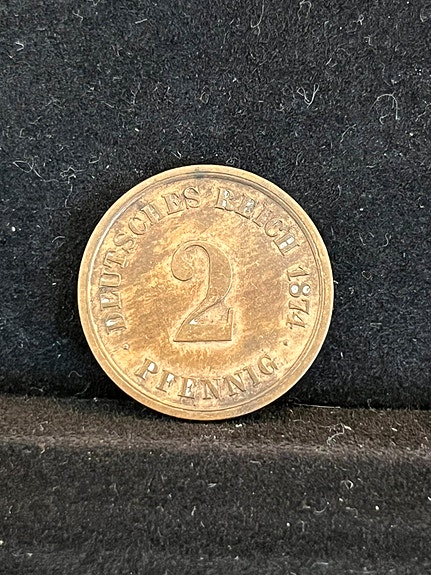 DEUTSCHES REICH 1874
2
PFENNIG